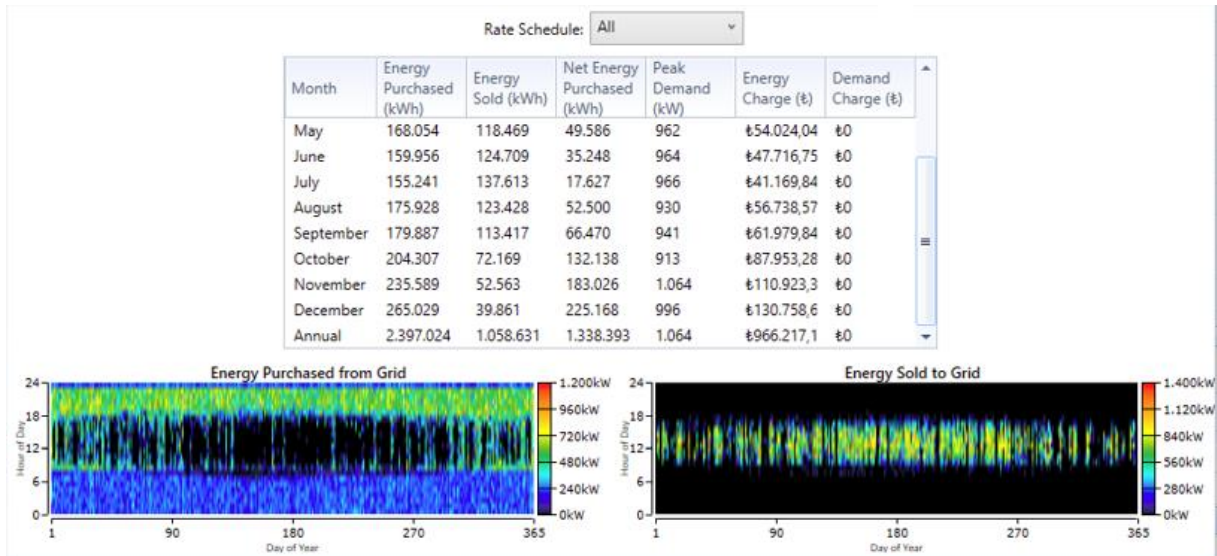 Rate Schedule: All
Month Energy Purchased (kWh) Energy Sold (kWh) Net Energy Purchased (kWh) Peak Demand (kW) Energy Charge (₺) Demand Charge (₺)
May 168.054 118.469 49.586 962 ₺54.024,04 ₺0
June 159.956 124.709 35.248 964 ₺47.716,75 ₺0
July 155.241 137.613 17.627 966 ₺41.169,84 ₺0
August 175.928 123.428 52.500 930 ₺56.738,57 ₺0
September 179.887 113.417 66.470 941 ₺61.979,84 ₺0
October 204.307 72.169 132.138 913 ₺87.953,28 ₺0
November 235.589 52.563 183.026 1.064 ₺110.923,3 ₺0
December 265.029 39.861 225.168 996 ₺130.758,6 ₺0
Annual 2.397.024 1.058.631 1.338.393 1.064 ₺966.217,1 ₺0
Energy Purchased from Grid
24
18
12
6
0
Hour of Day
1 90 180 270 365
Day of Year
1.200kW
960kW
720kW
480kW
240kW
0kW
Energy Sold to Grid
24
18
12
6
0
Hour of Day
1 90 180 270 365
Day of Year
1.400kW
1.120kW
840kW
560kW
280kW
0kW